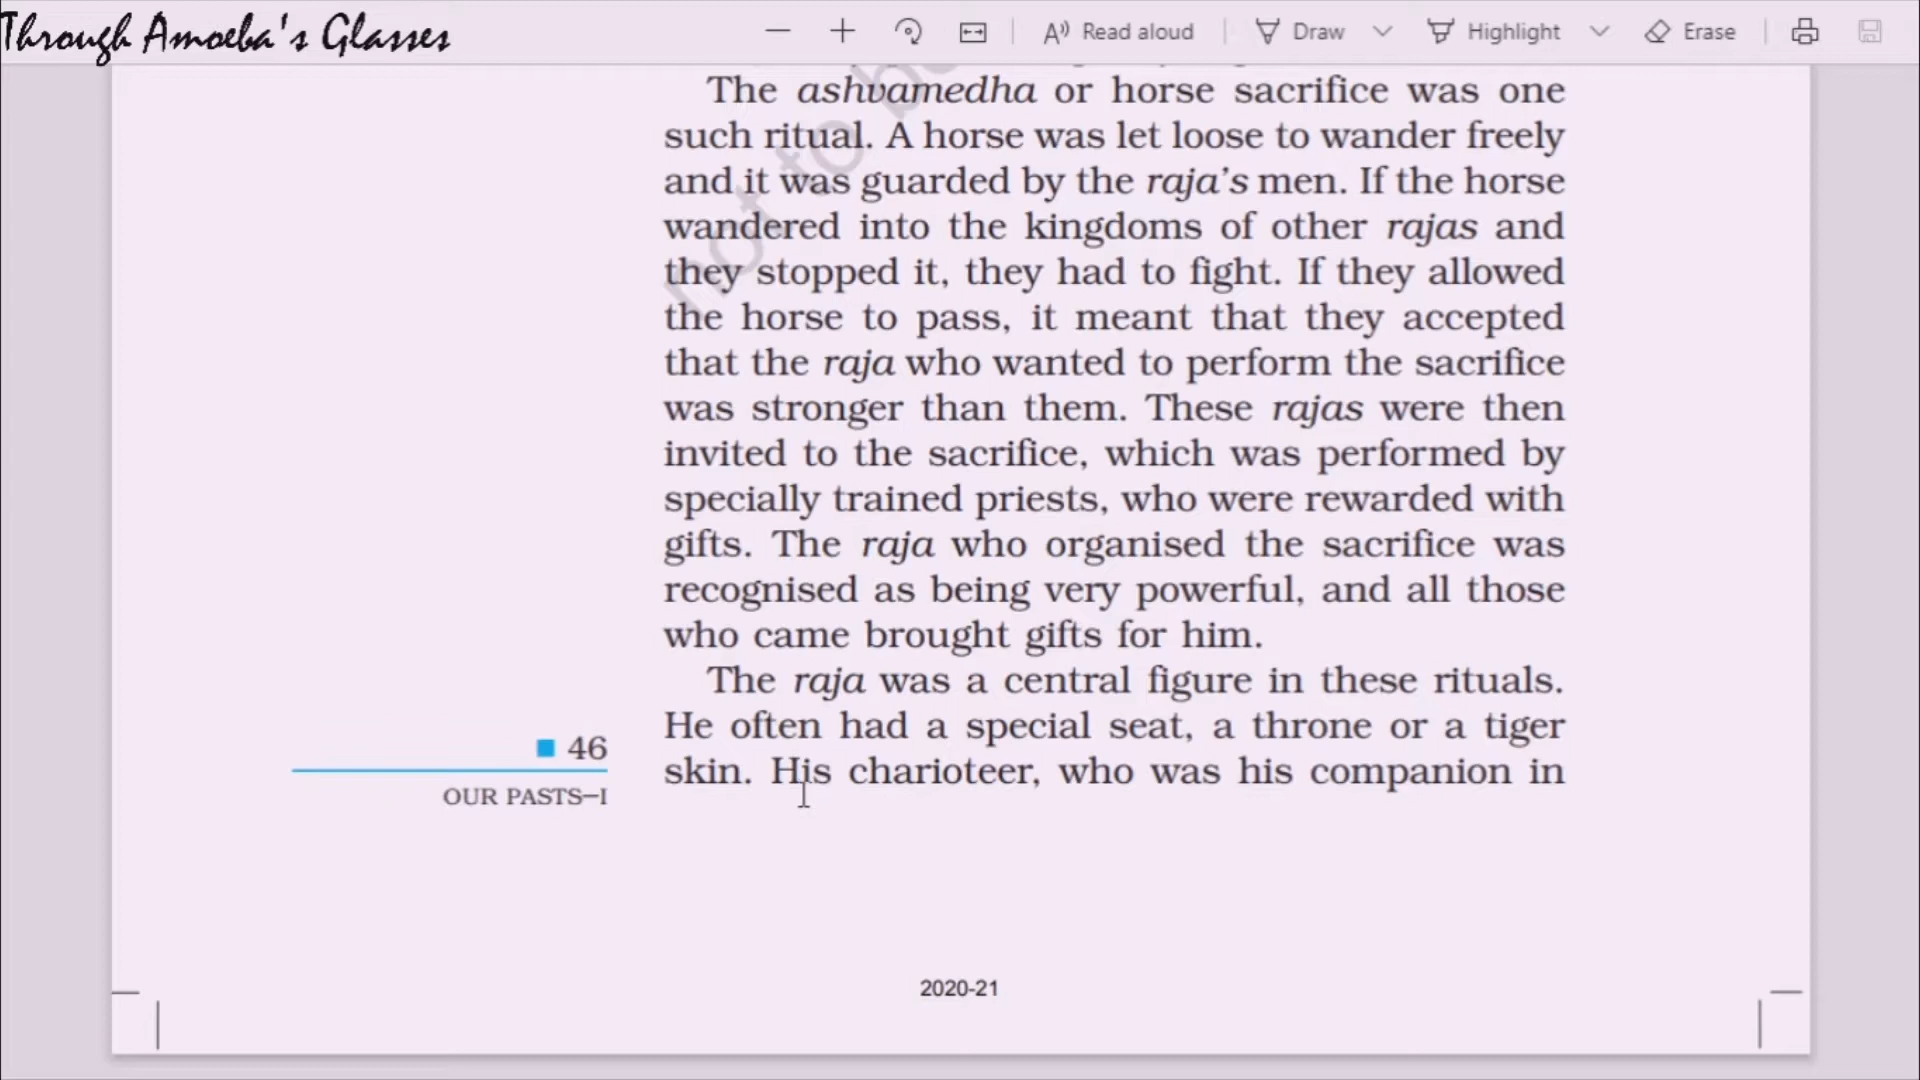 Through Amoeba's Glasses
Read aloud
Draw
Highlight
Erase
not to be
The ashvamedha or horse sacrifice was one
such ritual. A horse was let loose to wander freely
and it was guarded by the raja's men. If the horse
wandered into the kingdoms of other rajas and
they stopped it, they had to fight. If they allowed
the horse to pass, it meant that they accepted
that the raja who wanted to perform the sacrifice
was stronger than them. These rajas were then
invited to the sacrifice, which was performed by
specially trained priests, who were rewarded with
gifts. The raja who organised the sacrifice was
recognised as being very powerful, and all those
who came brought gifts for him.
The raja was a central figure in these rituals.
He often had a special seat, a throne or a tiger
skin. His charioteer, who was his companion in
46
OUR PASTS–I
2020-21